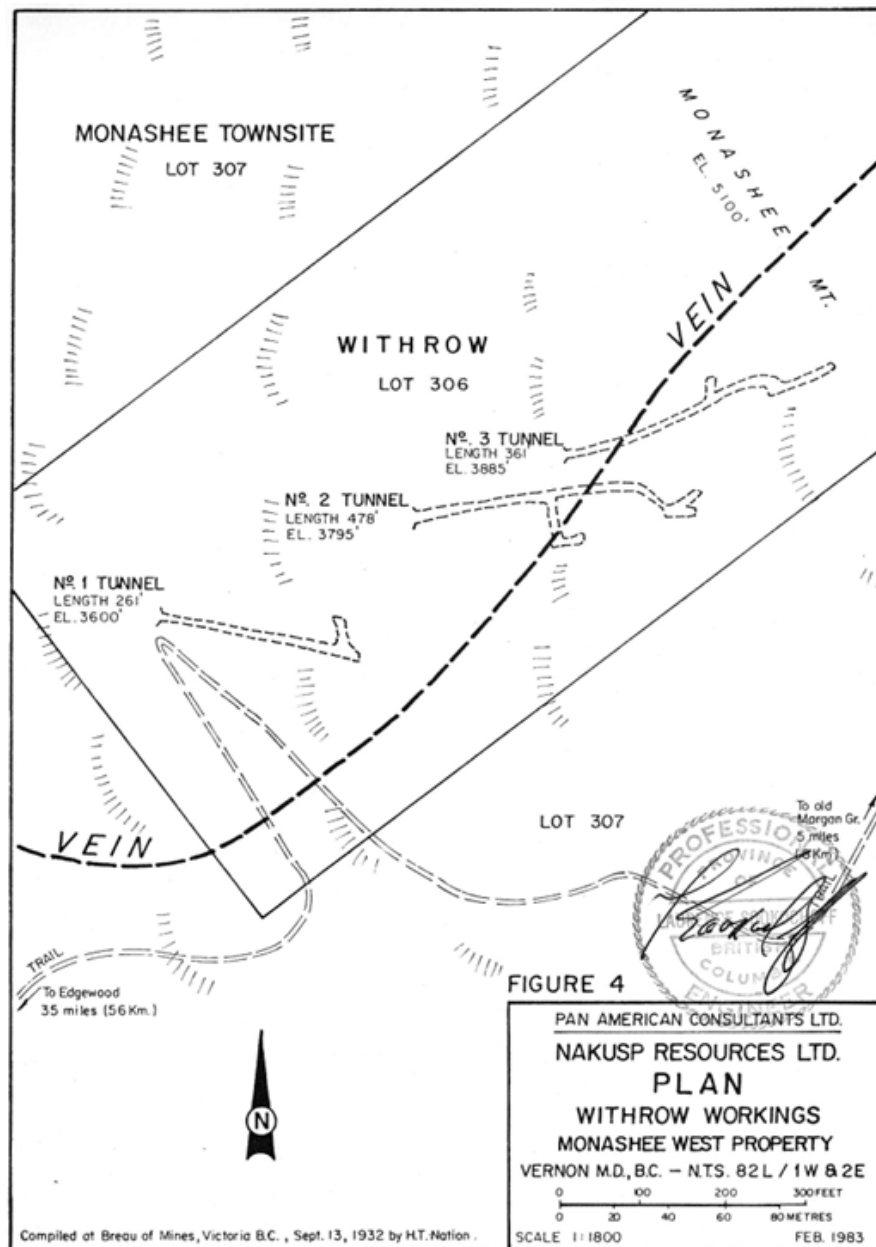 MONASHEE TOWNSITE
LOT 307
MONASHEE MT.
EL. 5100'
VEIN
WITHROW
LOT 306
Nº. 3 TUNNEL
LENGTH 361'
EL. 3885'
Nº. 2 TUNNEL
LENGTH 478'
EL. 3795'
Nº. 1 TUNNEL
LENGTH 261'
EL. 3600'
VEIN
LOT 307
To old
Morgan Gr.
5 miles
(8 Km.)
TRAIL
PROFESSIONAL
PROVINCE
OF
BRITISH
COLUMBIA
ENGINEER
TRAIL
To Edgewood
35 miles (56 Km.)
N
FIGURE 4
PAN AMERICAN CONSULTANTS LTD.
NAKUSP RESOURCES LTD.
PLAN
WITHROW WORKINGS
MONASHEE WEST PROPERTY
VERNON M.D., B.C. – N.T.S. 82L / 1W & 2E
0 100 200 300 FEET
0 20 40 60 80 METRES
SCALE 1:1800 FEB. 1983
Compiled at Breau of Mines, Victoria B.C. , Sept. 13, 1932 by H.T. Nation .